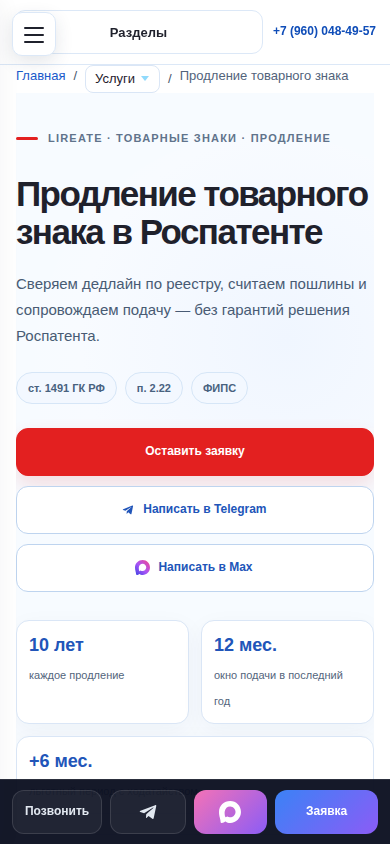 Разделы
+7 (960) 048-49-57
Главная / Услуги / Продление товарного знака
LIREATE · ТОВАРНЫЕ ЗНАКИ · ПРОДЛЕНИЕ
Продление товарного
знака в Роспатенте
Сверяем дедлайн по реестру, считаем пошлины и
сопровождаем подачу — без гарантий решения
Роспатента.
ст. 1491 ГК РФ
п. 2.22
ФИПС
Оставить заявку
Написать в Telegram
Написать в Max
10 лет
каждое продление
12 мес.
окно подачи в последний
год
+6 мес.
Позвонить
Заявка